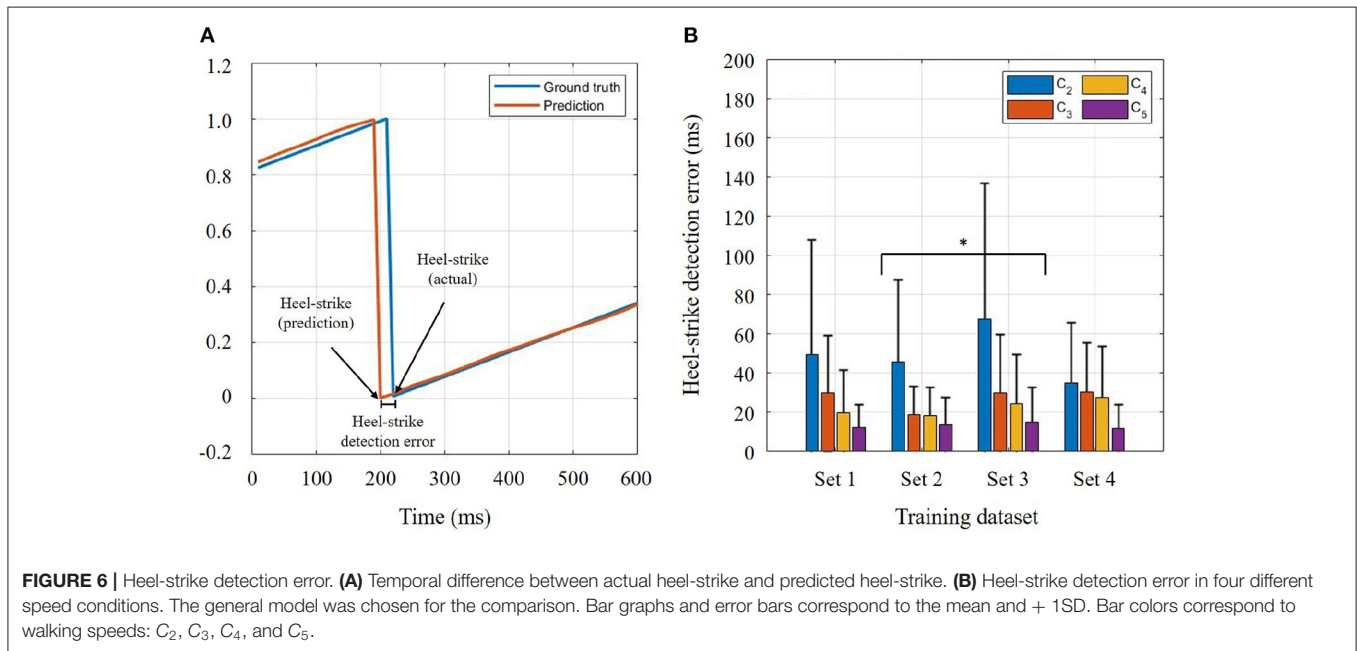 A
1.2
1.0
0.8
0.6
0.4
0.2
0
-0.2
0 100 200 300 400 500 600
Time (ms)
Ground truth
Prediction
Heel-strike
(actual)
Heel-strike
(prediction)
Heel-strike
detection error
B
200
180
160
140
120
100
80
60
40
20
0
Heel-strike detection error (ms)
C2 C4
C3 C5
*
Set 1 Set 2 Set 3 Set 4
Training dataset
FIGURE 6 | Heel-strike detection error. (A) Temporal difference between actual heel-strike and predicted heel-strike. (B) Heel-strike detection error in four different
speed conditions. The general model was chosen for the comparison. Bar graphs and error bars correspond to the mean and + 1SD. Bar colors correspond to
walking speeds: C2, C3, C4, and C5.